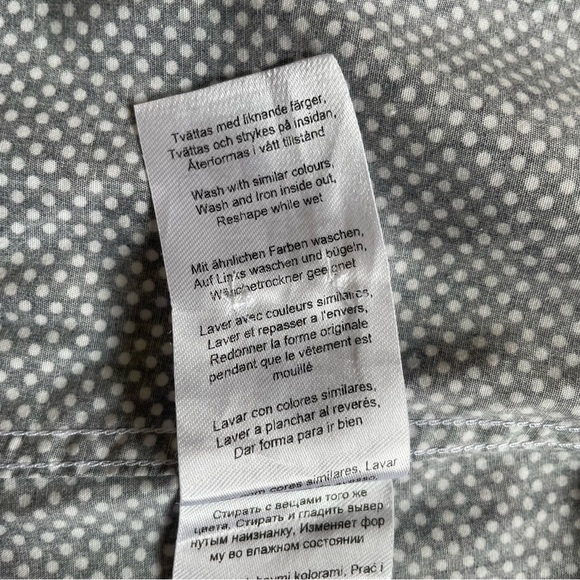 Tvättas med liknande färger,
Tvättas och strykes på insidan,
Återformas i vått tillstånd
Wash with similar colours,
Wash and Iron inside out,
Reshape while wet
Mit ähnlichen Farben waschen,
Auf Links waschen und bügeln,
Wäschetrockner geeignet
Laver avec couleurs similaires,
Laver et repasser a l'envers,
Redonner la forme originale
pendant que le vêtement est
mouillé
Lavar con colores similares,
Laver a planchar al reverés,
Dar forma para ir bien
cores similares, Lavar
Стирать с вещами того же
цвета, Стирать и гладить вывер
нутым наизнанку, Изменяет фор
му во влажном состоянии
kolorami, Prać i